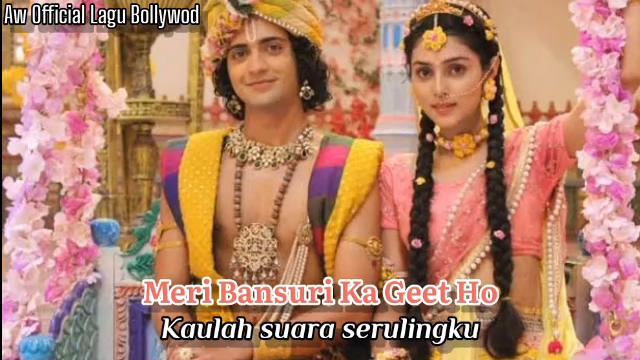 Aw Official Lagu Bollywod
Meri Bansuri Ka Geet Ho
Kaulah suara serulingku